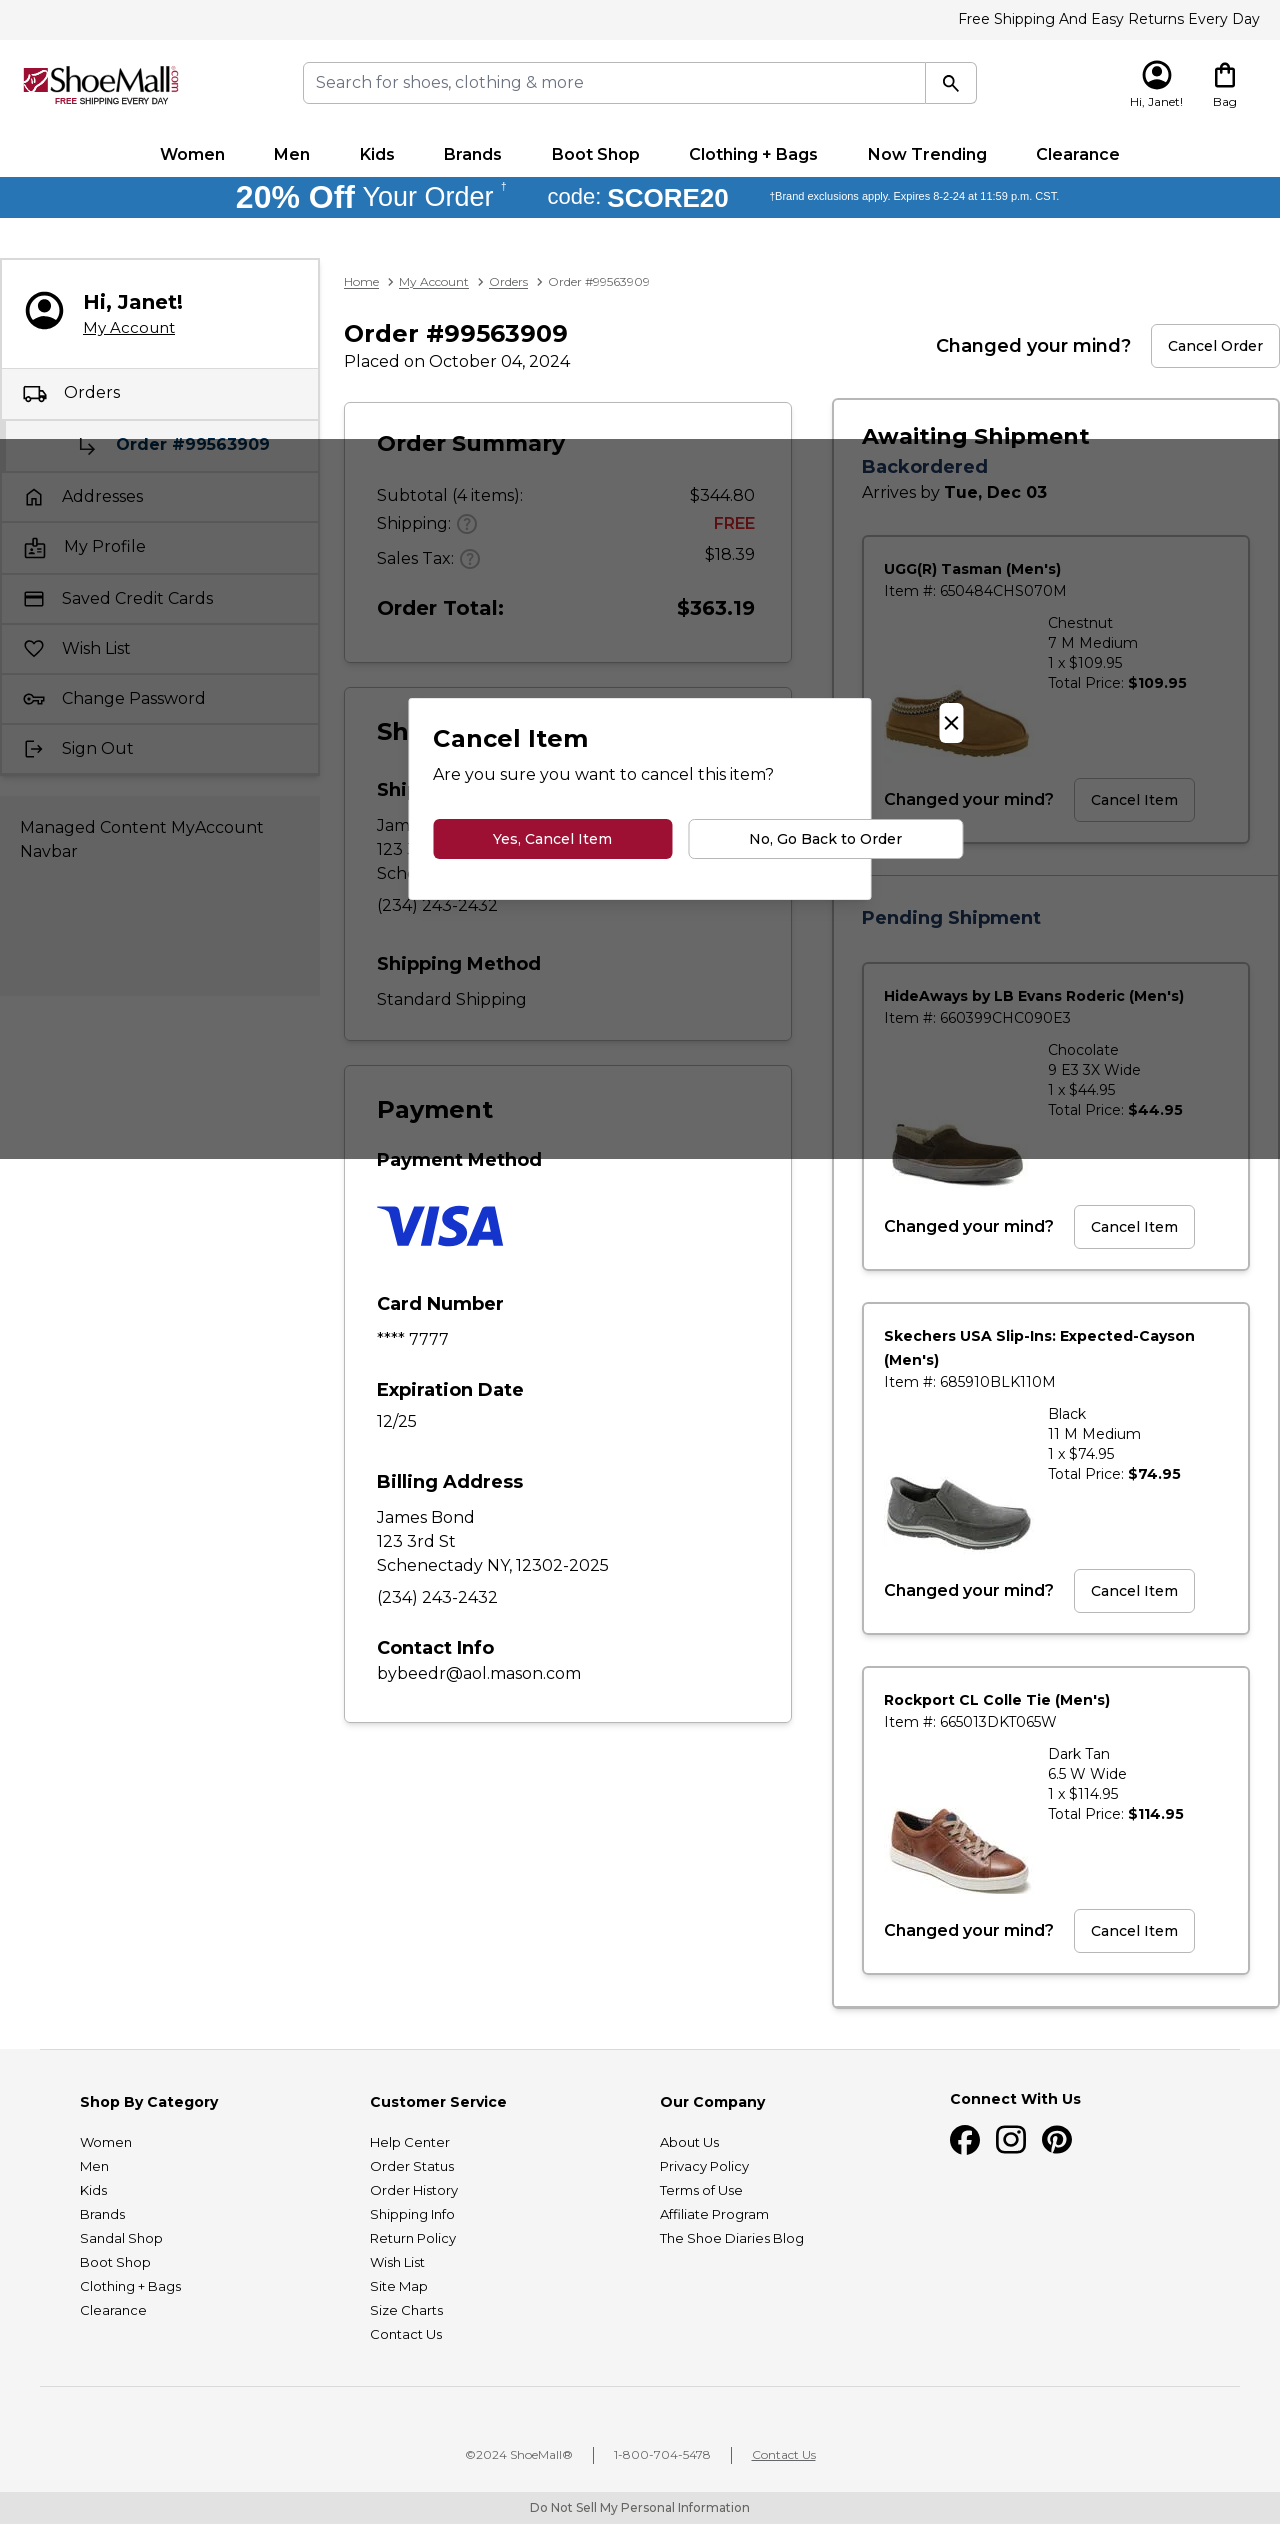 Free Shipping And Easy Returns Every Day
ShoeMall.com
FREE SHIPPING EVERY DAY
Search for shoes, clothing & more
Hi, Janet!
Bag
Women Men Kids Brands Boot Shop Clothing + Bags Now Trending Clearance
20% Off Your Order † code: SCORE20 †Brand exclusions apply. Expires 8-2-24 at 11:59 p.m. CST.
Hi, Janet!
My Account
Orders
Order #99563909
Addresses
My Profile
Saved Credit Cards
Wish List
Change Password
Sign Out
Managed Content MyAccount
Navbar
Home > My Account > Orders > Order #99563909
Order #99563909
Placed on October 04, 2024
Changed your mind? Cancel Order
Order Summary
Subtotal (4 items): $344.80
Shipping: ? FREE
Sales Tax: ? $18.39
Order Total: $363.19
Sh
Ship
Jam
123
Sche
(234) 243-2432
Shipping Method
Standard Shipping
Cancel Item
Are you sure you want to cancel this item?
Yes, Cancel Item
No, Go Back to Order
Payment
Payment Method
VISA
Card Number
**** 7777
Expiration Date
12/25
Billing Address
James Bond
123 3rd St
Schenectady NY, 12302-2025
(234) 243-2432
Contact Info
bybeedr@aol.mason.com
Awaiting Shipment
Backordered
Arrives by Tue, Dec 03
UGG(R) Tasman (Men's)
Item #: 650484CHS070M
Chestnut
7 M Medium
1 x $109.95
Total Price: $109.95
Changed your mind? Cancel Item
Pending Shipment
HideAways by LB Evans Roderic (Men's)
Item #: 660399CHC090E3
Chocolate
9 E3 3X Wide
1 x $44.95
Total Price: $44.95
Changed your mind? Cancel Item
Skechers USA Slip-Ins: Expected-Cayson
(Men's)
Item #: 685910BLK110M
Black
11 M Medium
1 x $74.95
Total Price: $74.95
Changed your mind? Cancel Item
Rockport CL Colle Tie (Men's)
Item #: 665013DKT065W
Dark Tan
6.5 W Wide
1 x $114.95
Total Price: $114.95
Changed your mind? Cancel Item
Shop By Category
Women
Men
Kids
Brands
Sandal Shop
Boot Shop
Clothing + Bags
Clearance
Customer Service
Help Center
Order Status
Order History
Shipping Info
Return Policy
Wish List
Site Map
Size Charts
Contact Us
Our Company
About Us
Privacy Policy
Terms of Use
Affiliate Program
The Shoe Diaries Blog
Connect With Us
©2024 ShoeMall® | 1-800-704-5478 | Contact Us
Do Not Sell My Personal Information